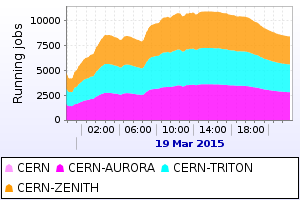 10000
7500
5000
2500
0
Running jobs
02:00 06:00 10:00 14:00 18:00
19 Mar 2015
CERN CERN-AURORA CERN-TRITON
CERN-ZENITH